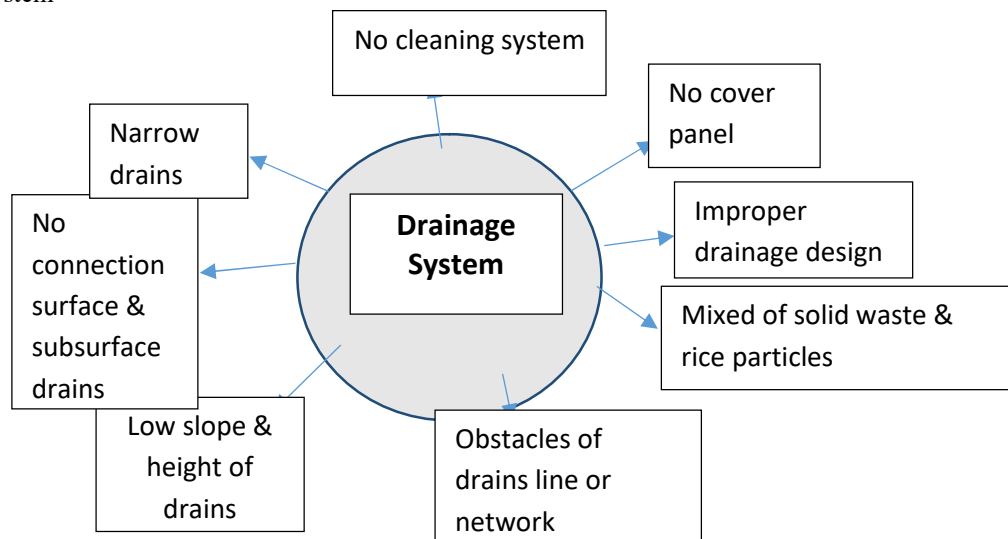 stem
No cleaning system
No cover
panel
Narrow
drains
Drainage
System
Improper
drainage design
No
connection
surface &
subsurface
drains
Mixed of solid waste &
rice particles
Low slope &
height of
drains
Obstacles of
drains line or
network